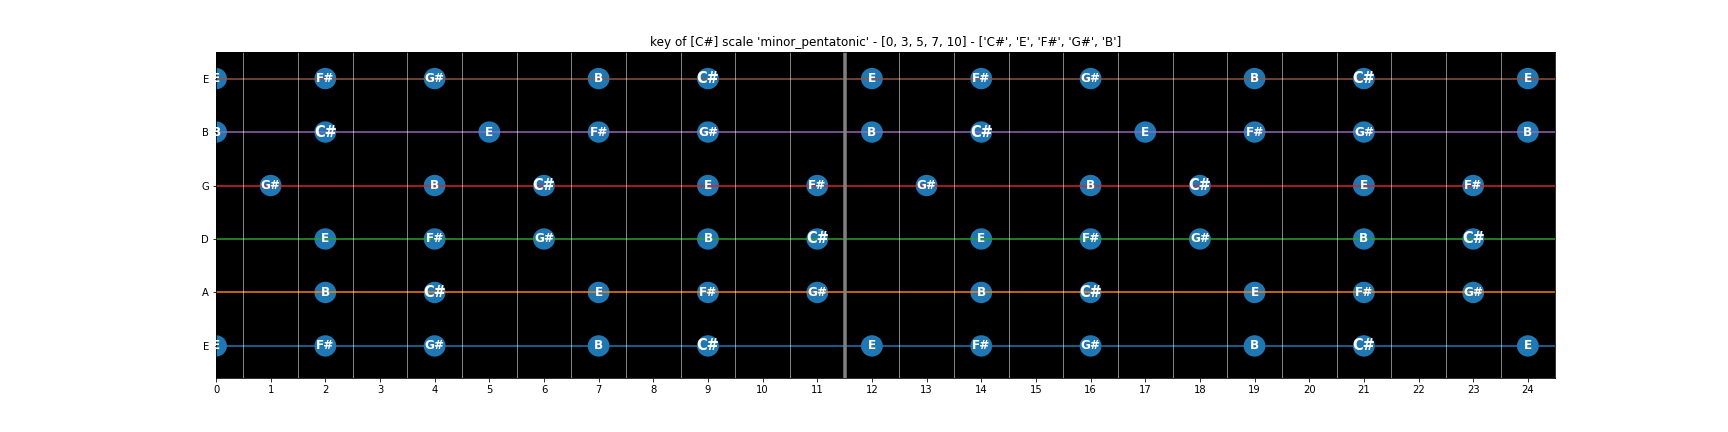 key of [C#] scale 'minor_pentatonic' - [0, 3, 5, 7, 10] - ['C#', 'E', 'F#', 'G#', 'B']
E E F# G# B C# E F# G# B C# E
B B C# E F# G# B C# E F# G# B
G G# B C# E F# G# B C# E F#
D E F# G# B C# E F# G# B C#
A B C# E F# G# B C# E F# G#
E E F# G# B C# E F# G# B C# E
0 1 2 3 4 5 6 7 8 9 10 11 12 13 14 15 16 17 18 19 20 21 22 23 24